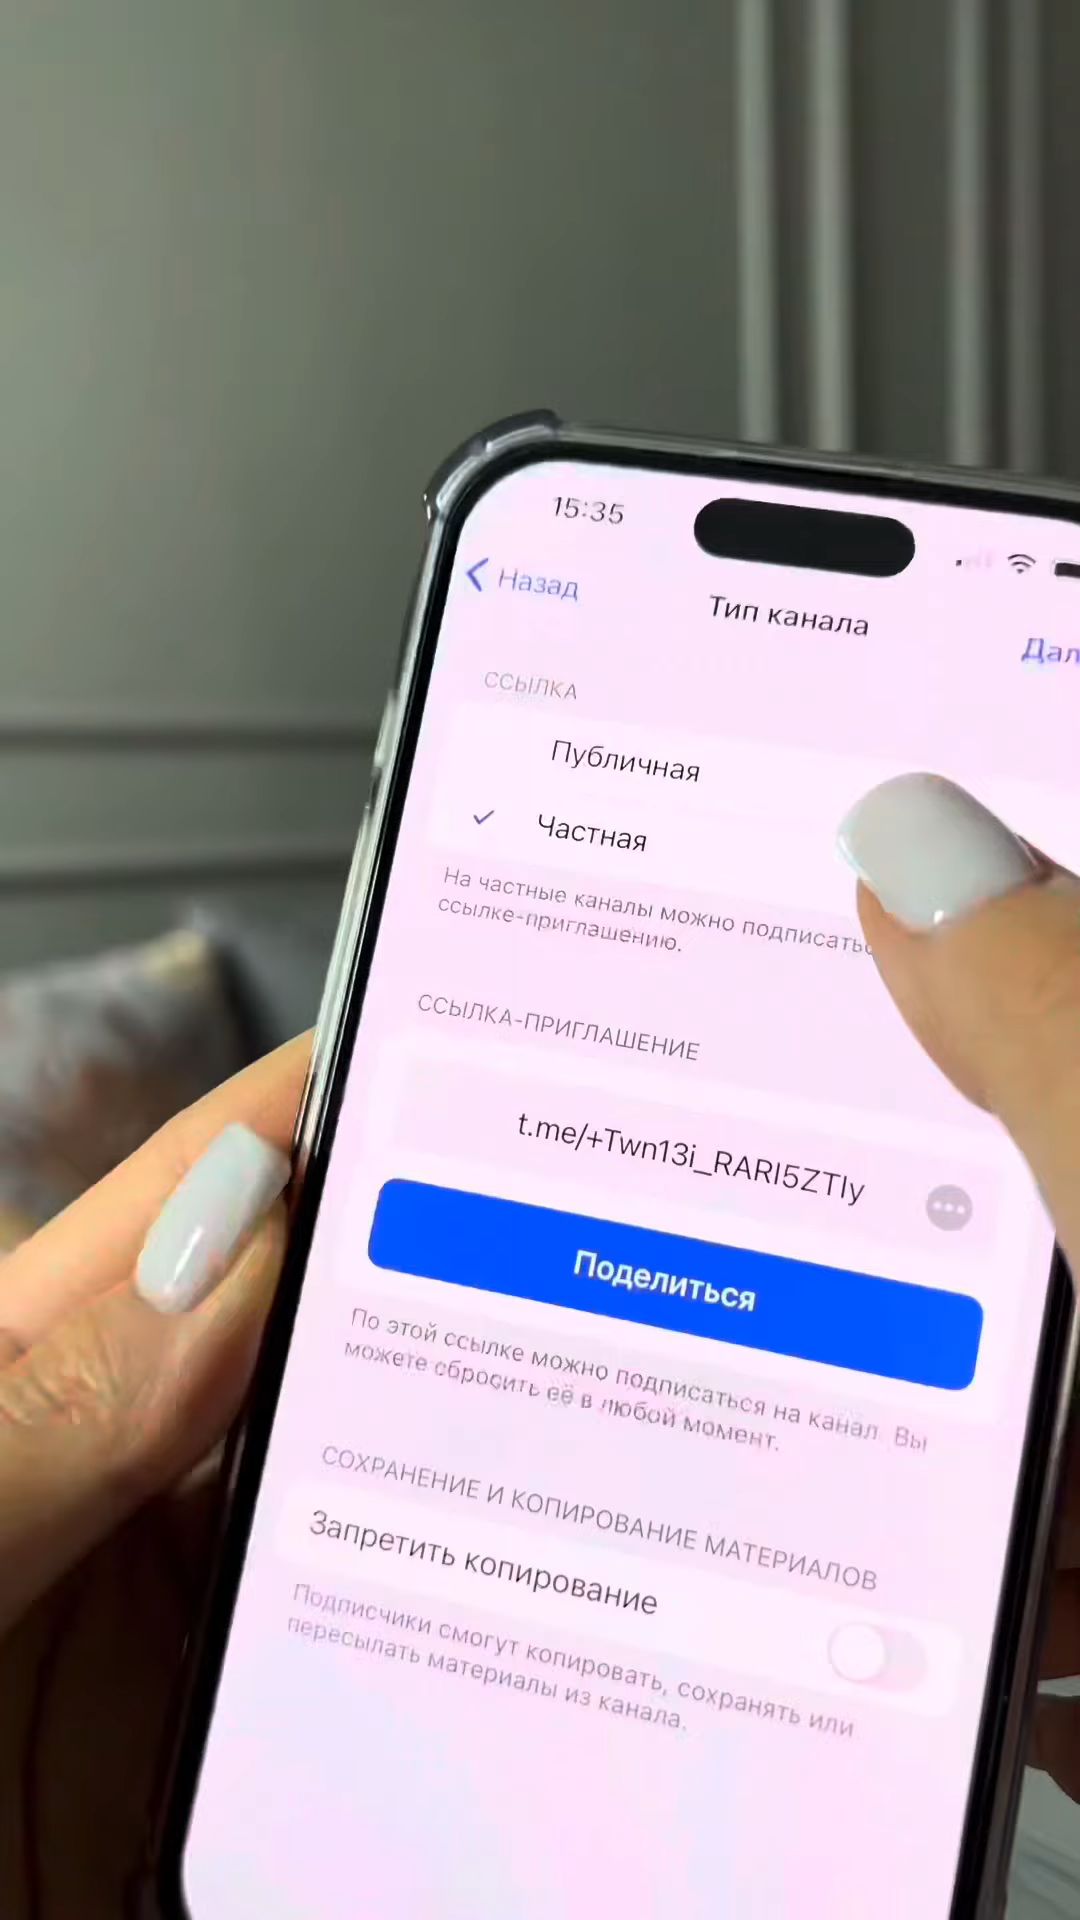 15:35
Назад
Тип канала
Дал
ССЫЛКА
Публичная
Частная
На частные каналы можно подписатьс
ссылке-приглашению.
ССЫЛКА-ПРИГЛАШЕНИЕ
t.me/+Twn13i_RARI5ZTIy
Поделиться
По этой ссылке можно подписаться на канал. Вы
можете сбросить её в любой момент.
СОХРАНЕНИЕ И КОПИРОВАНИЕ МАТЕРИАЛОВ
Запретить копирование
Подписчики смогут копировать, сохранять или
пересылать материалы из канала.